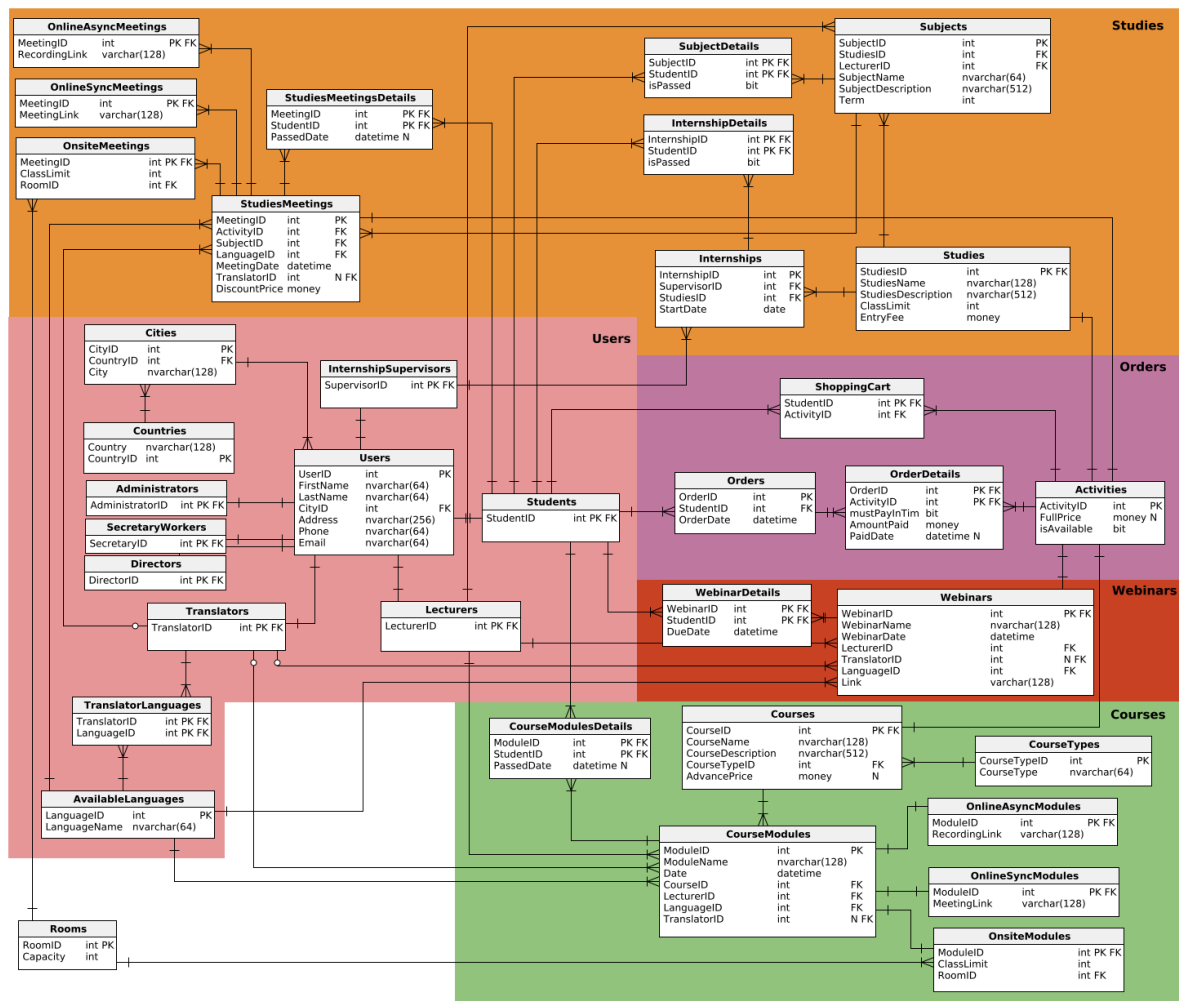 Studies
OnlineAsyncMeetings
MeetingID int PK FK
RecordingLink varchar(128)
OnlineSyncMeetings
MeetingID int PK FK
MeetingLink varchar(128)
OnsiteMeetings
MeetingID int PK FK
ClassLimit int
RoomID int FK
StudiesMeetingsDetails
MeetingID int PK FK
StudentID int PK FK
PassedDate datetime N
StudiesMeetings
MeetingID int PK
ActivityID int FK
SubjectID int FK
LanguageID int FK
MeetingDate datetime
TranslatorID int N FK
DiscountPrice money
SubjectDetails
SubjectID int PK FK
StudentID int PK FK
isPassed bit
InternshipDetails
InternshipID int PK FK
StudentID int PK FK
isPassed bit
Subjects
SubjectID int PK
StudiesID int FK
LecturerID int FK
SubjectName nvarchar(64)
SubjectDescription nvarchar(512)
Term int
Internships
InternshipID int PK
SupervisorID int FK
StudiesID int FK
StartDate date
Studies
StudiesID int PK FK
StudiesName nvarchar(128)
StudiesDescription nvarchar(512)
ClassLimit int
EntryFee money
Users
Cities
CityID int PK
CountryID int FK
City nvarchar(128)
Countries
Country nvarchar(128)
CountryID int PK
InternshipSupervisors
SupervisorID int PK FK
Users
UserID int PK
FirstName nvarchar(64)
LastName nvarchar(64)
CityID int FK
Address nvarchar(256)
Phone nvarchar(64)
Email nvarchar(64)
Administrators
AdministratorID int PK FK
SecretaryWorkers
SecretaryID int PK FK
Directors
DirectorID int PK FK
Students
StudentID int PK FK
Translators
TranslatorID int PK FK
Lecturers
LecturerID int PK FK
TranslatorLanguages
TranslatorID int PK FK
LanguageID int PK FK
AvailableLanguages
LanguageID int PK
LanguageName nvarchar(64)
Orders
ShoppingCart
StudentID int PK FK
ActivityID int FK
Orders
OrderID int PK
StudentID int FK
OrderDate datetime
OrderDetails
OrderID int PK FK
ActivityID int PK FK
mustPayInTim bit
AmountPaid money
PaidDate datetime N
Activities
ActivityID int PK
FullPrice money N
isAvailable bit
Webinars
WebinarDetails
WebinarID int PK FK
StudentID int PK FK
DueDate datetime
Webinars
WebinarID int PK FK
WebinarName nvarchar(128)
WebinarDate datetime
LecturerID int FK
TranslatorID int N FK
LanguageID int FK
Link varchar(128)
Courses
CourseModulesDetails
ModuleID int PK FK
StudentID int PK FK
PassedDate datetime N
Courses
CourseID int PK FK
CourseName nvarchar(128)
CourseDescription nvarchar(512)
CourseTypeID int FK
AdvancePrice money N
CourseTypes
CourseTypeID int PK
CourseType nvarchar(64)
CourseModules
ModuleID int PK
ModuleName nvarchar(128)
Date datetime
CourseID int FK
LecturerID int FK
LanguageID int FK
TranslatorID int N FK
OnlineAsyncModules
ModuleID int PK FK
RecordingLink varchar(128)
OnlineSyncModules
ModuleID int PK FK
MeetingLink varchar(128)
OnsiteModules
ModuleID int PK FK
ClassLimit int
RoomID int FK
Rooms
RoomID int PK
Capacity int